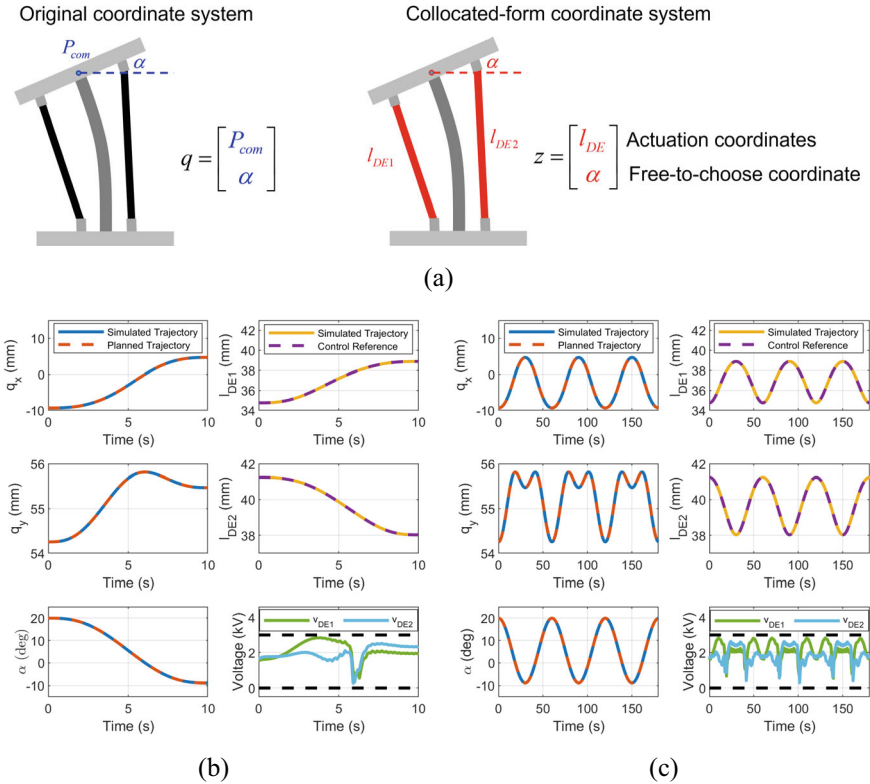 Original coordinate system
Collocated-form coordinate system
P_com
α
q = [P_com
α]
l_DE1
l_DE2
α
z = [l_DE
α]
Actuation coordinates
Free-to-choose coordinate
(a)
Simulated Trajectory
Planned Trajectory
q_x (mm)
10
0
-10
0 5 10
Time (s)
Simulated Trajectory
Control Reference
l_DE1 (mm)
42
40
38
36
34
0 5 10
Time (s)
Simulated Trajectory
Planned Trajectory
q_x (mm)
10
0
-10
0 50 100 150
Time (s)
Simulated Trajectory
Control Reference
l_DE1 (mm)
42
40
38
36
34
0 50 100 150
Time (s)
q_y (mm)
56
55
54
0 5 10
Time (s)
l_DE2 (mm)
42
40
38
0 5 10
Time (s)
q_y (mm)
56
55
54
0 50 100 150
Time (s)
l_DE2 (mm)
42
40
38
0 50 100 150
Time (s)
α (deg)
20
10
0
-10
0 5 10
Time (s)
v_DE1 v_DE2
Voltage (kV)
4
2
0
0 5 10
Time (s)
α (deg)
20
10
0
-10
0 50 100 150
Time (s)
v_DE1 v_DE2
Voltage (kV)
4
2
0
0 50 100 150
Time (s)
(b)
(c)